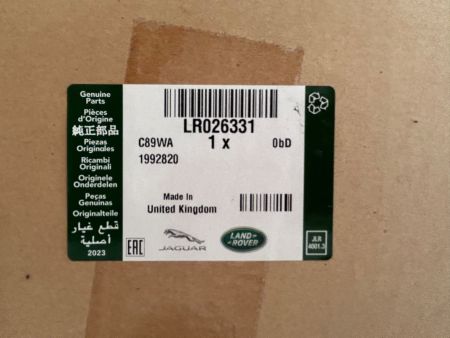 Genuine
Parts
Pièces
d'Origine
純正部品
Piezas
Originales
Ricambi
Originali
Originele
Onderdelen
Peças
Genuinas
Originalteile
قطع غيار
أصلية
2023
LR026331
C89WA
1 x
0bD
1992820
Made In
United Kingdom
EAC
JAGUAR
LAND-
ROVER
JLR
4001.3